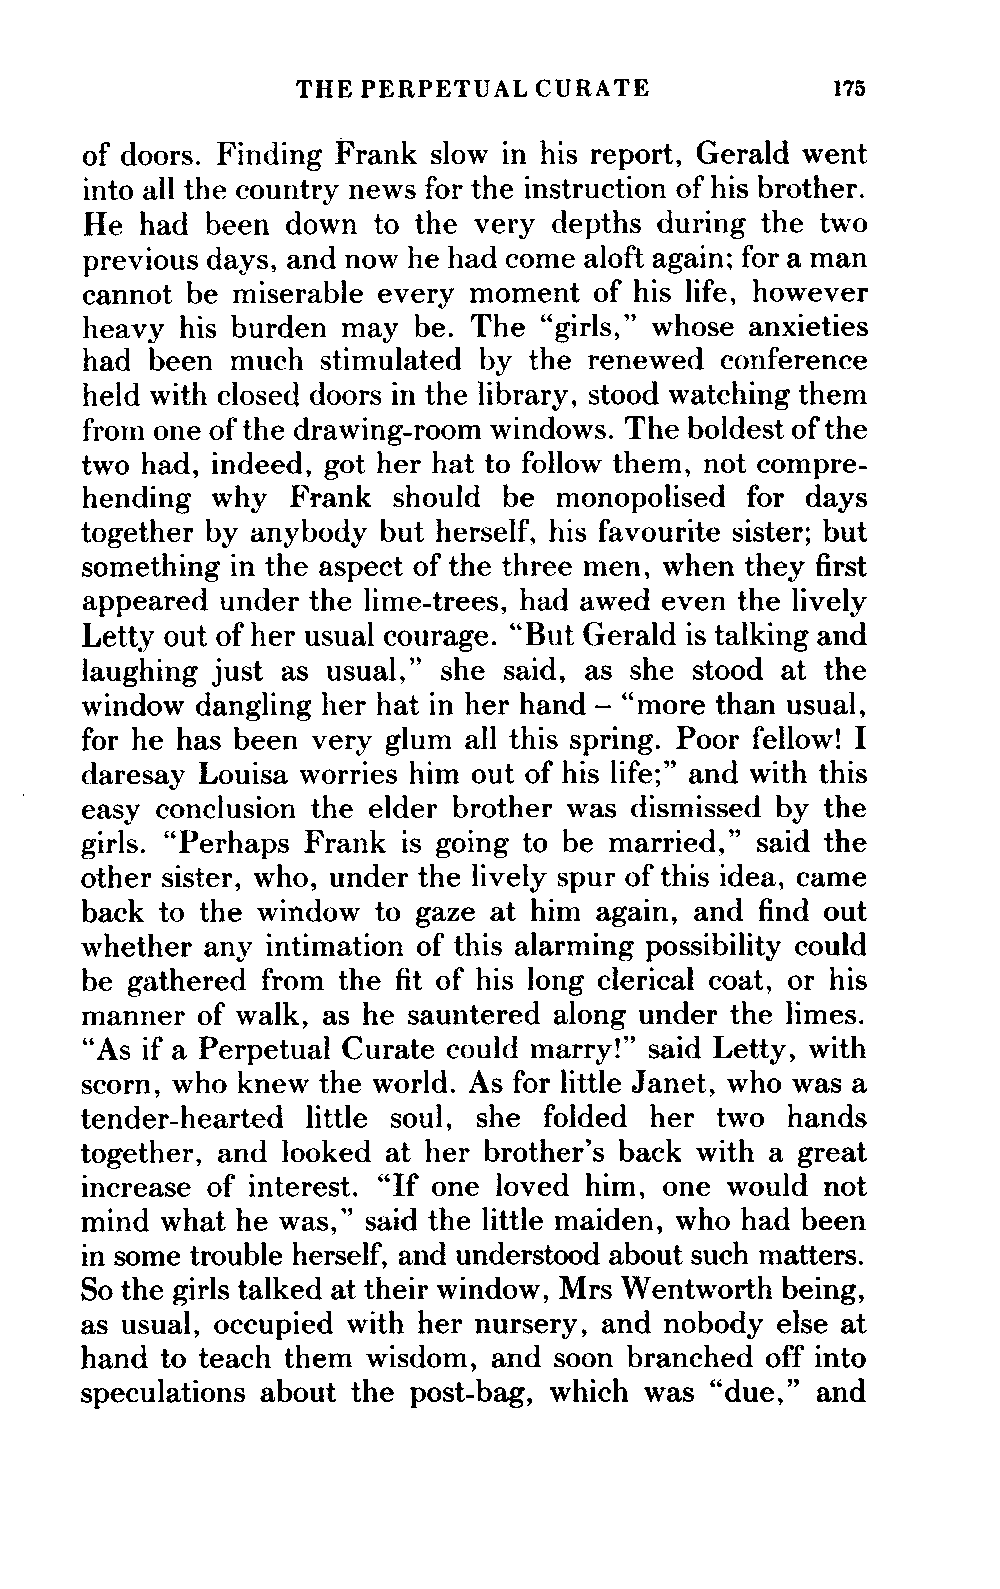 THE PERPETUAL CURATE 175
of doors. Finding Frank slow in his report, Gerald went
into all the country news for the instruction of his brother.
He had been down to the very depths during the two
previous days, and now he had come aloft again; for a man
cannot be miserable every moment of his life, however
heavy his burden may be. The “girls,” whose anxieties
had been much stimulated by the renewed conference
held with closed doors in the library, stood watching them
from one of the drawing-room windows. The boldest of the
two had, indeed, got her hat to follow them, not compre-
hending why Frank should be monopolised for days
together by anybody but herself, his favourite sister; but
something in the aspect of the three men, when they first
appeared under the lime-trees, had awed even the lively
Letty out of her usual courage. “But Gerald is talking and
laughing just as usual,” she said, as she stood at the
window dangling her hat in her hand – “more than usual,
for he has been very glum all this spring. Poor fellow! I
daresay Louisa worries him out of his life;” and with this
easy conclusion the elder brother was dismissed by the
girls. “Perhaps Frank is going to be married,” said the
other sister, who, under the lively spur of this idea, came
back to the window to gaze at him again, and find out
whether any intimation of this alarming possibility could
be gathered from the fit of his long clerical coat, or his
manner of walk, as he sauntered along under the limes.
“As if a Perpetual Curate could marry!” said Letty, with
scorn, who knew the world. As for little Janet, who was a
tender-hearted little soul, she folded her two hands
together, and looked at her brother’s back with a great
increase of interest. “If one loved him, one would not
mind what he was,” said the little maiden, who had been
in some trouble herself, and understood about such matters.
So the girls talked at their window, Mrs Wentworth being,
as usual, occupied with her nursery, and nobody else at
hand to teach them wisdom, and soon branched off into
speculations about the post-bag, which was “due,” and